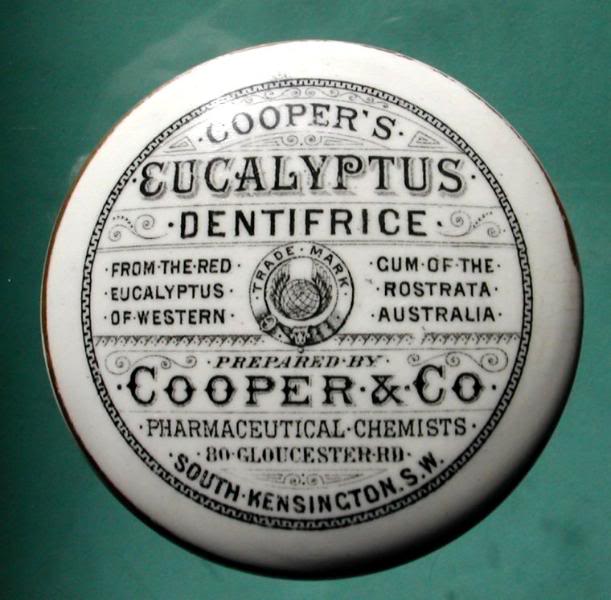 COOPER'S
EUCALYPTUS
·DENTIFRICE·
·FROM·THE·RED· GUM·OF·THE·
EUCALYPTUS· ROSTRATA·
OF·WESTERN· AUSTRALIA·
TRADE·MARK
·PREPARED·BY·
·COOPER·&·CO·
·PHARMACEUTICAL·CHEMISTS·
·80·GLOUCESTER·RD·
·SOUTH·KENSINGTON.S.W.